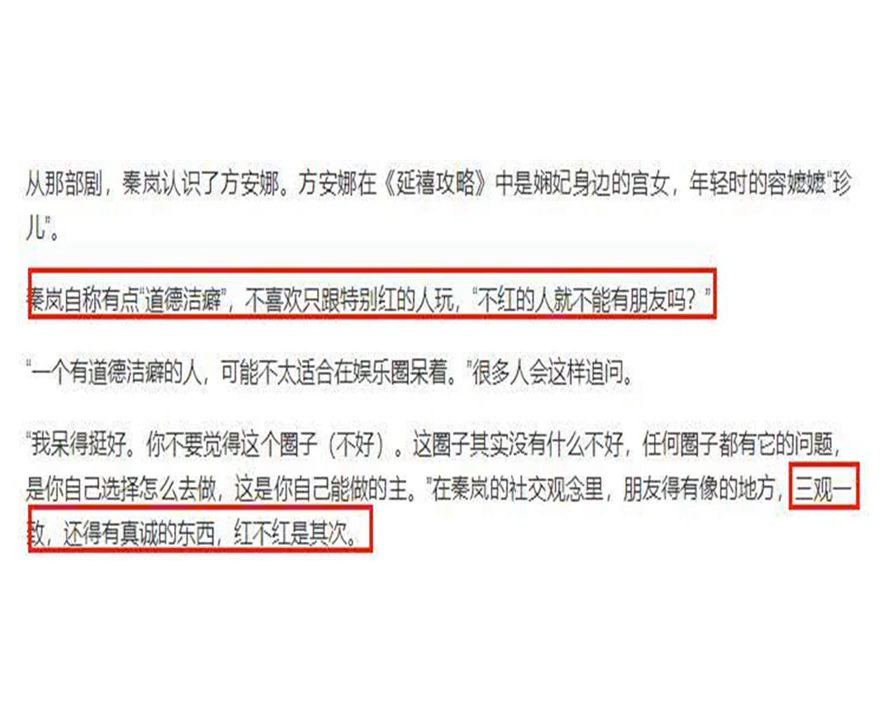 从那部剧，秦岚认识了方安娜。方安娜在《延禧攻略》中是娴妃身边的宫女，年轻时的容嬷嬷“珍
儿”。
秦岚自称有点“道德洁癖”，不喜欢只跟特别红的人玩，“不红的人就不能有朋友吗？”
“一个有道德洁癖的人，可能不太适合在娱乐圈呆着。”很多人会这样追问。
“我呆得挺好。你不要觉得这个圈子（不好）。这圈子其实没有什么不好，任何圈子都有它的问题，
是你自己选择怎么去做，这是你自己能做的主。”在秦岚的社交观念里，朋友得有像的地方，三观一
致，还得有真诚的东西，红不红是其次。